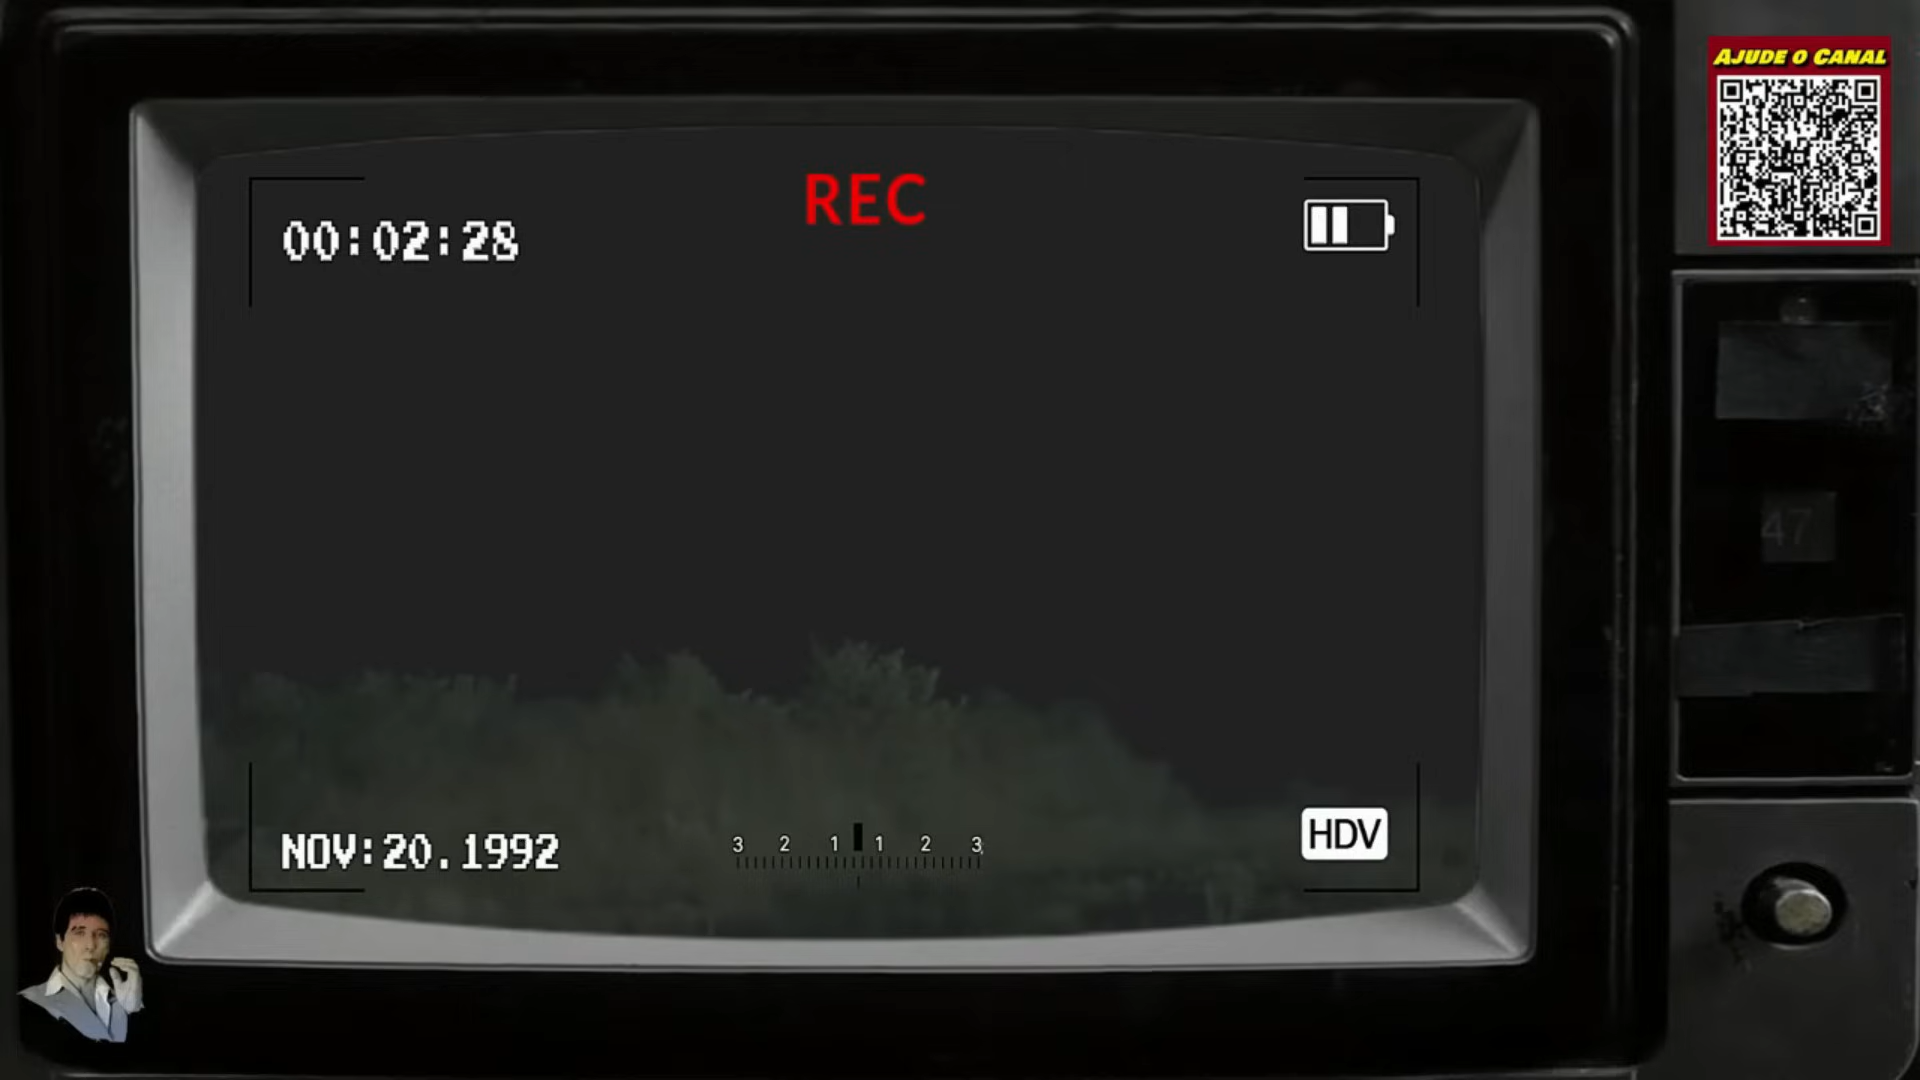 AJUDE O CANAL
REC
00:02:28
47
NOV:20.1992
3 2 1 1 2 3
HDV